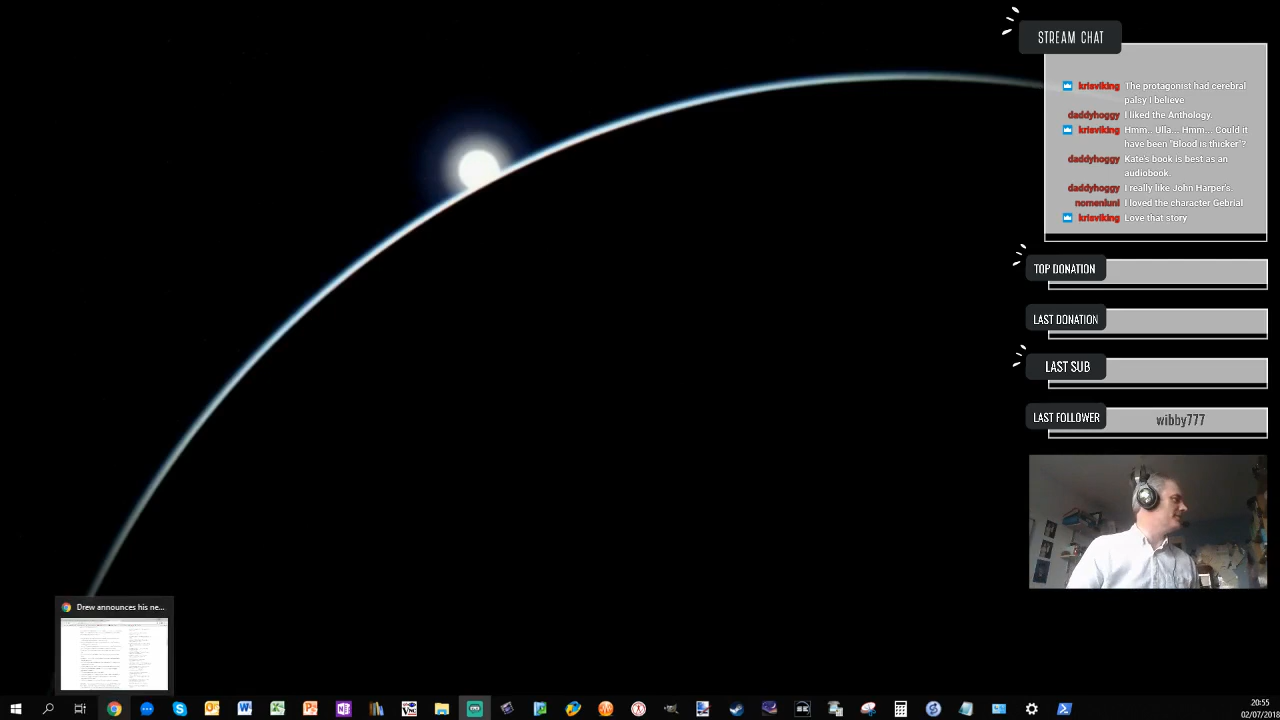 STREAM CHAT
krisviking The protagonist had cerebral
palsy I believe
daddyhoggy I liked the Anthology.
krisviking Hmm.. Ulla... Hmm... Could it
have been "Blood is thicker"?
daddyhoggy Kate's book is best as an
audiobook.
daddyhoggy I really like John Harper's.
nomenluni I loved the character Gebrial
krisviking Love that story
TOP DONATION
LAST DONATION
LAST SUB
LAST FOLLOWER
wibby777
Drew announces his ne...
20:55
02/07/2018